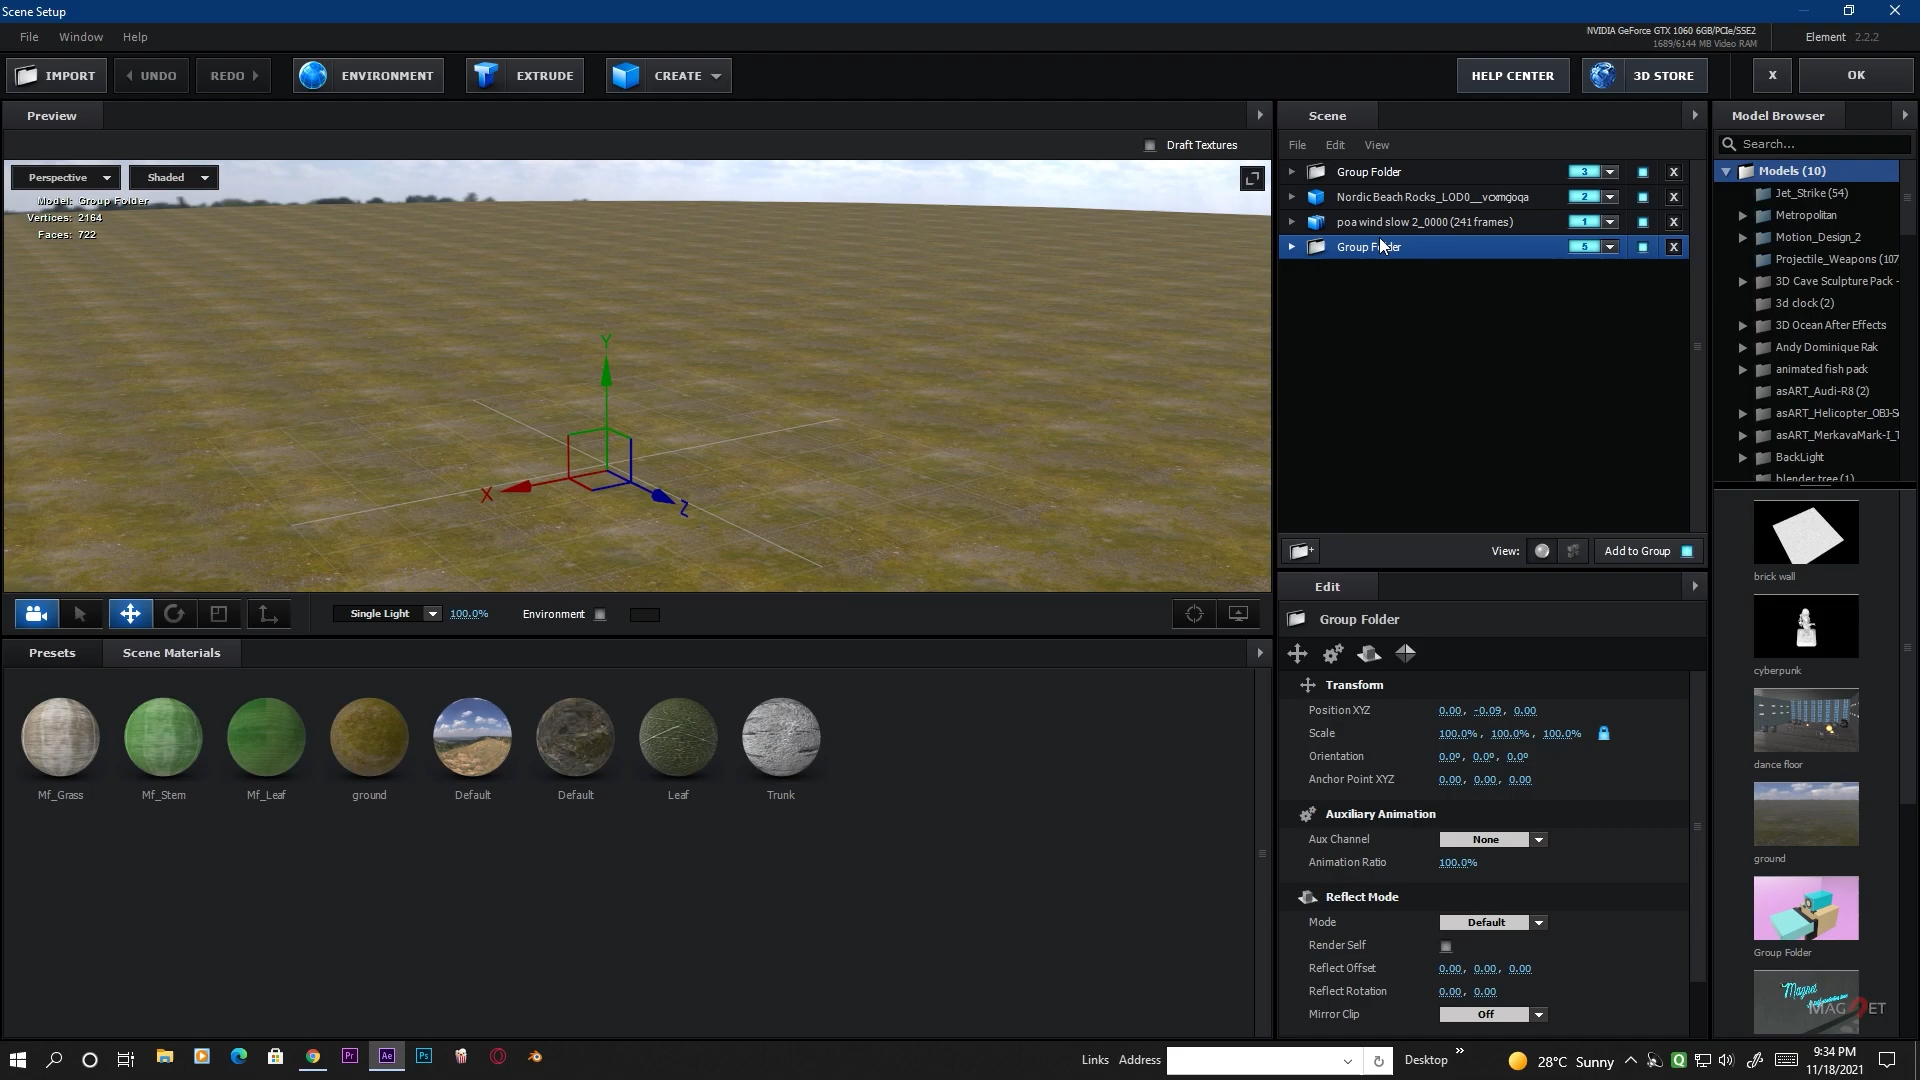 Scene Setup
File Window Help
NVIDIA GeForce GTX 1060 6GB/PCIe/SSE2
1689/6144 MB Video RAM
Element 2.2.2
IMPORT UNDO REDO ENVIRONMENT EXTRUDE CREATE HELP CENTER 3D STORE X OK
Preview
Draft Textures
Perspective Shaded
Model: Group Folder
Vertices: 2164
Faces: 722
Y
X
Z
Single Light 100.0% Environment
Presets Scene Materials
Mf_Grass Mf_Stem Mf_Leaf ground Default Default Leaf Trunk
Scene
File Edit View
Group Folder 3 X
Nordic Beach Rocks_LOD0__vcmgjoqa 2 X
poa wind slow 2_0000 (241 frames) 1 X
Group Folder 5 X
View: Add to Group
Edit
Group Folder
Transform
Position XYZ 0.00, -0.09, 0.00
Scale 100.0%, 100.0%, 100.0%
Orientation 0.0°, 0.0°, 0.0°
Anchor Point XYZ 0.00, 0.00, 0.00
Auxiliary Animation
Aux Channel None
Animation Ratio 100.0%
Reflect Mode
Mode Default
Render Self
Reflect Offset 0.00, 0.00, 0.00
Reflect Rotation 0.00, 0.00
Mirror Clip Off
Model Browser
Search...
Models (10)
Jet_Strike (54)
Metropolitan
Motion_Design_2
Projectile_Weapons (107
3D Cave Sculpture Pack -
3d clock (2)
3D Ocean After Effects
Andy Dominique Rak
animated fish pack
asART_Audi-R8 (2)
asART_Helicopter_OBJ-S
asART_MerkavaMark-I_T
BackLight
blender tree (1)
brick wall
cyberpunk
dance floor
ground
Group Folder
Magnet
MAGNET
Links Address Desktop »
28°C Sunny
9:34 PM
11/18/2021